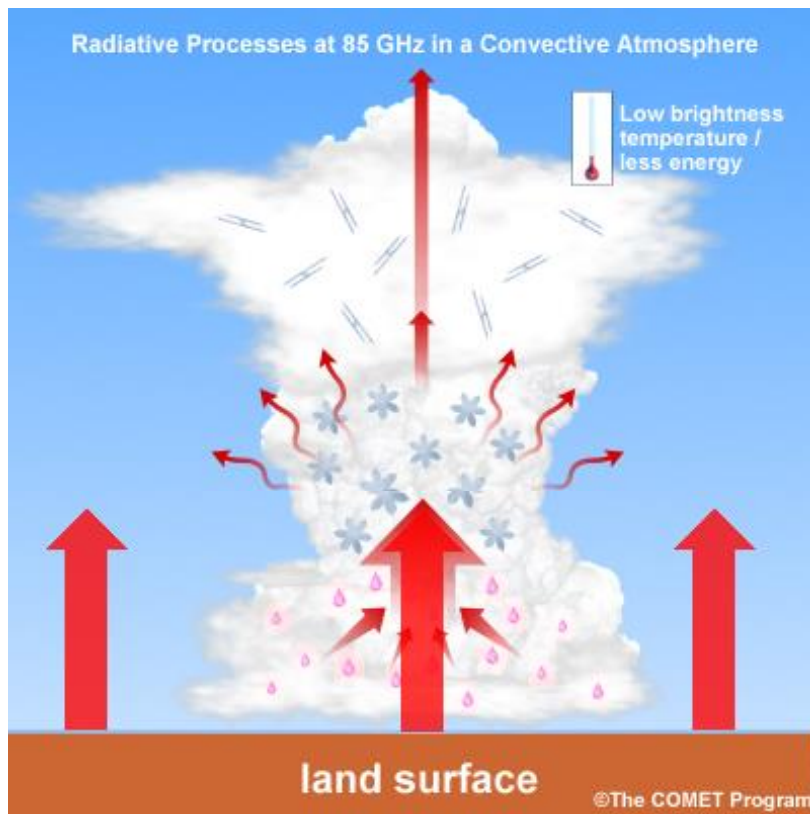 Radiative Processes at 85 GHz in a Convective Atmosphere
Low brightness
temperature /
less energy
land surface
©The COMET Program